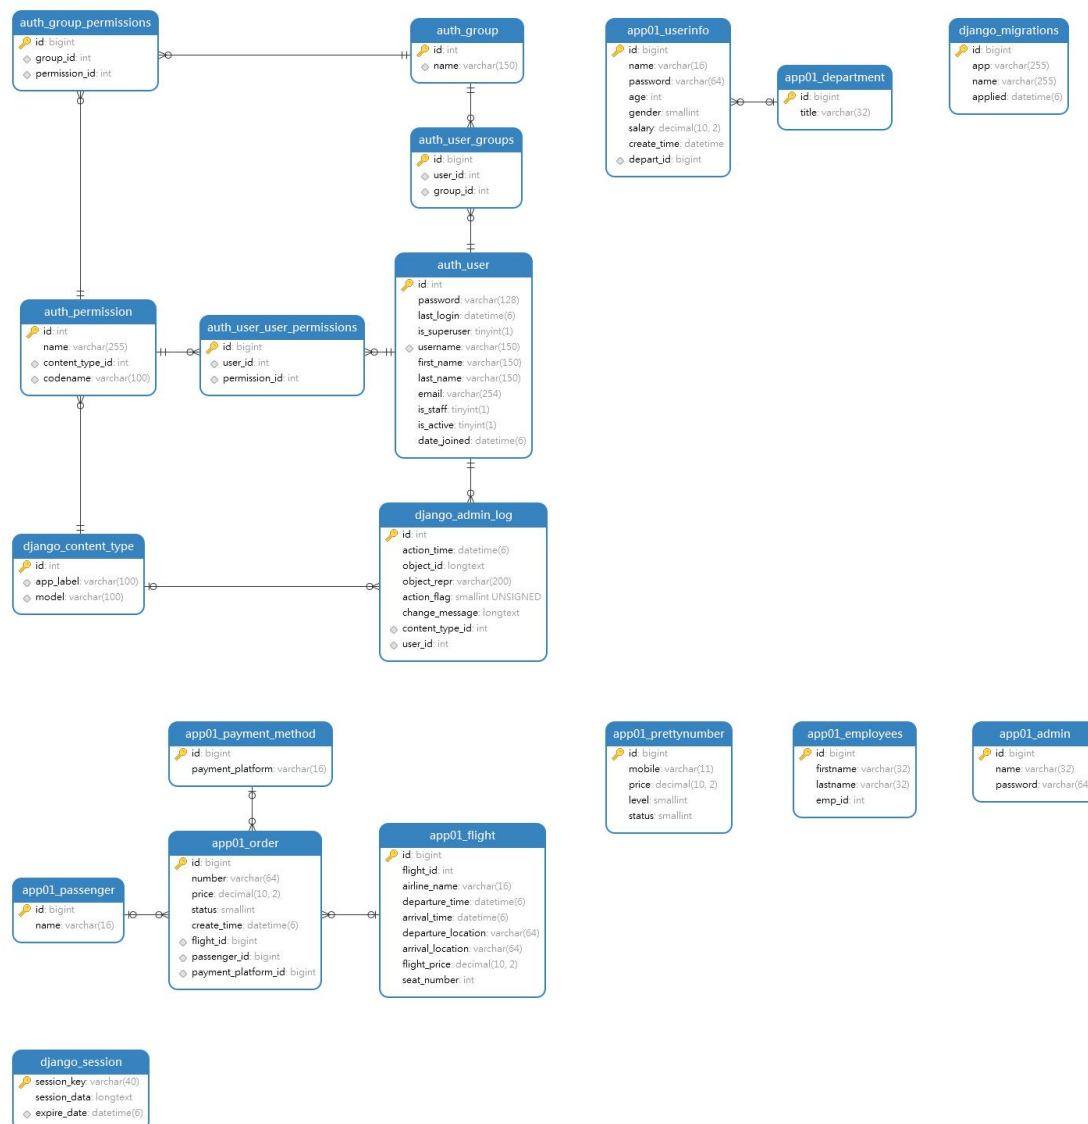 auth_group_permissions
id: bigint
group_id: int
permission_id: int
auth_group
id: int
name: varchar(150)
app01_userinfo
id: bigint
name: varchar(16)
password: varchar(64)
age: int
gender: smallint
salary: decimal(10, 2)
create_time: datetime
depart_id: bigint
app01_department
id: bigint
title: varchar(32)
django_migrations
id: bigint
app: varchar(255)
name: varchar(255)
applied: datetime(6)
auth_user_groups
id: bigint
user_id: int
group_id: int
auth_permission
id: int
name: varchar(255)
content_type_id: int
codename: varchar(100)
auth_user_user_permissions
id: bigint
user_id: int
permission_id: int
auth_user
id: int
password: varchar(128)
last_login: datetime(6)
is_superuser: tinyint(1)
username: varchar(150)
first_name: varchar(150)
last_name: varchar(150)
email: varchar(254)
is_staff: tinyint(1)
is_active: tinyint(1)
date_joined: datetime(6)
django_content_type
id: int
app_label: varchar(100)
model: varchar(100)
django_admin_log
id: int
action_time: datetime(6)
object_id: longtext
object_repr: varchar(200)
action_flag: smallint UNSIGNED
change_message: longtext
content_type_id: int
user_id: int
app01_payment_method
id: bigint
payment_platform: varchar(16)
app01_prettynumber
id: bigint
mobile: varchar(11)
price: decimal(10, 2)
level: smallint
status: smallint
app01_employees
id: bigint
firstname: varchar(32)
lastname: varchar(32)
emp_id: int
app01_admin
id: bigint
name: varchar(32)
password: varchar(64
app01_passenger
id: bigint
name: varchar(16)
app01_order
id: bigint
number: varchar(64)
price: decimal(10, 2)
status: smallint
create_time: datetime(6)
flight_id: bigint
passenger_id: bigint
payment_platform_id: bigint
app01_flight
id: bigint
flight_id: int
airline_name: varchar(16)
departure_time: datetime(6)
arrival_time: datetime(6)
departure_location: varchar(64)
arrival_location: varchar(64)
flight_price: decimal(10, 2)
seat_number: int
django_session
session_key: varchar(40)
session_data: longtext
expire_date: datetime(6)